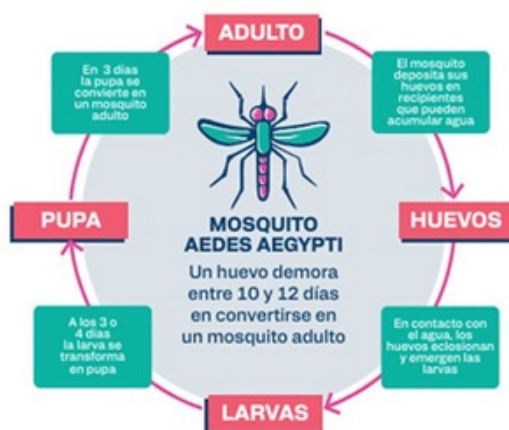 ADULTO
El mosquito
deposita sus
huevos en
recipientes
que pueden
acumular agua
HUEVOS
En contacto con
el agua, los
huevos eclosionan
y emergen las
larvas
LARVAS
A los 3 o
4 días
la larva se
transforma
en pupa
PUPA
En 3 días
la pupa se
convierte en
un mosquito
adulto
MOSQUITO
AEDES AEGYPTI
Un huevo demora
entre 10 y 12 días
en convertirse en
un mosquito adulto